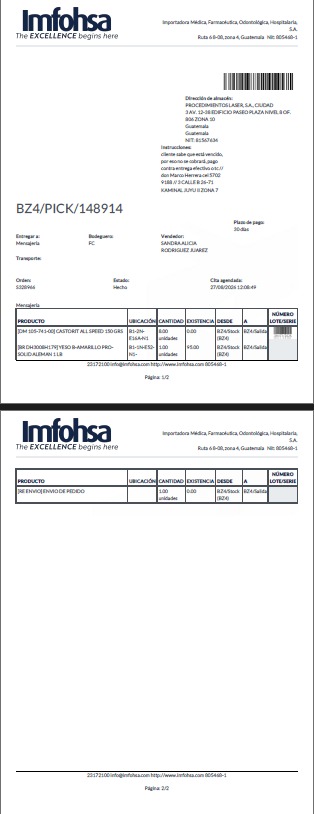 Imfohsa
The EXCELLENCE begins here
Importadora Médica, Farmacéutica, Odontológica, Hospitalaria,
S.A.
Ruta 6 8-08, zona 4, Guatemala Nit: 805468-1
Dirección de almacén:
PROCEDIMIENTOS LASER, S.A., CIUDAD
3 AV. 12-38 EDIFICIO PASEO PLAZA NIVEL 8 OF.
806 ZONA 10
Guatemala
Guatemala
NIT: 81567634
Instrucciones:
cliente sabe que está vencido,
por eso no se cobrará, pago
contra entrega efectivo o tc //
don Marco Herrera cel 5702
9188 // 3 CALLE B 26-71
KAMINAL JUYU II ZONA 7
BZ4/PICK/148914
Plazo de pago:
30 días
Entregar a:
Mensajería
Bodeguero:
FC
Vendedor:
SANDRA ALICIA
RODRIGUEZ JUAREZ
Transporte:
Orden:
S328966
Estado:
Hecho
Cita agendada:
27/08/2026 12:08:49
Mensajería
PRODUCTO UBICACIÓN CANTIDAD EXISTENCIA DESDE A NÚMERO LOTE/SERIE
[DM 105-741-00] CASTORIT ALL SPEED 150 GRS B1-2N-E16A-N1 8.00 unidades 0.00 BZ4/Stock (BZ4) BZ4/Salida
[BR DH3008H179] YESO B-AMARILLO PRO-SOLID ALEMAN 1 LB B1-1N-E52-N1- 1.00 unidades 95.00 BZ4/Stock (BZ4) BZ4/Salida
23172100 info@imfohsa.com http://www.imfohsa.com 805468-1
Página: 1/2
Imfohsa
The EXCELLENCE begins here
Importadora Médica, Farmacéutica, Odontológica, Hospitalaria,
S.A.
Ruta 6 8-08, zona 4, Guatemala Nit: 805468-1
PRODUCTO UBICACIÓN CANTIDAD EXISTENCIA DESDE A NÚMERO LOTE/SERIE
[RE ENVIO] ENVIO DE PEDIDO 1.00 unidades 0.00 BZ4/Stock (BZ4) BZ4/Salida
23172100 info@imfohsa.com http://www.imfohsa.com 805468-1
Página: 2/2